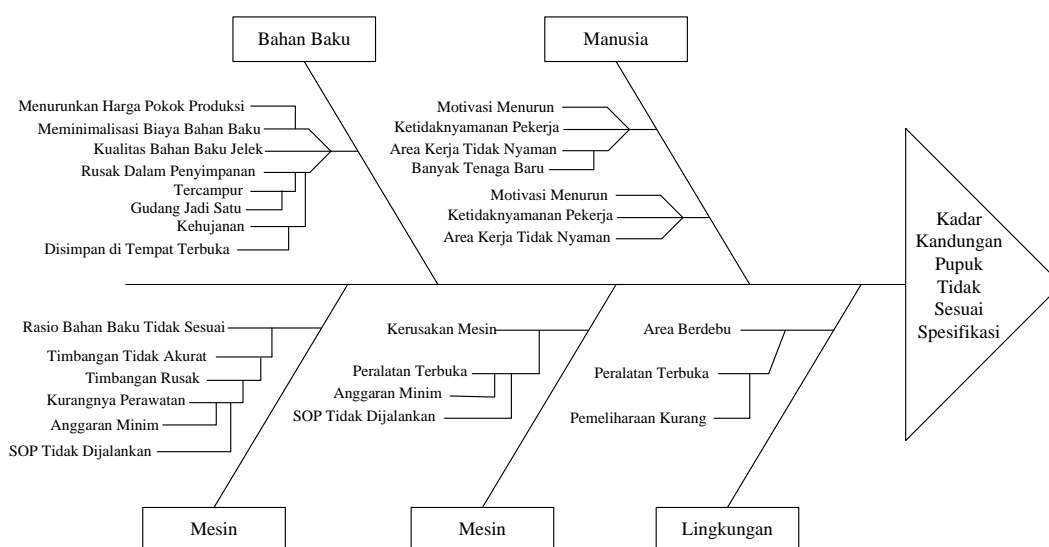 Bahan Baku
Manusia
Menurunkan Harga Pokok Produksi
Meminimalisasi Biaya Bahan Baku
Kualitas Bahan Baku Jelek
Rusak Dalam Penyimpanan
Tercampur
Gudang Jadi Satu
Kehujanan
Disimpan di Tempat Terbuka
Motivasi Menurun
Ketidaknyamanan Pekerja
Area Kerja Tidak Nyaman
Banyak Tenaga Baru
Motivasi Menurun
Ketidaknyamanan Pekerja
Area Kerja Tidak Nyaman
Kadar
Kandungan
Pupuk
Tidak
Sesuai
Spesifikasi
Rasio Bahan Baku Tidak Sesuai
Timbangan Tidak Akurat
Timbangan Rusak
Kurangnya Perawatan
Anggaran Minim
SOP Tidak Dijalankan
Kerusakan Mesin
Peralatan Terbuka
Anggaran Minim
SOP Tidak Dijalankan
Area Berdebu
Peralatan Terbuka
Pemeliharaan Kurang
Mesin
Mesin
Lingkungan